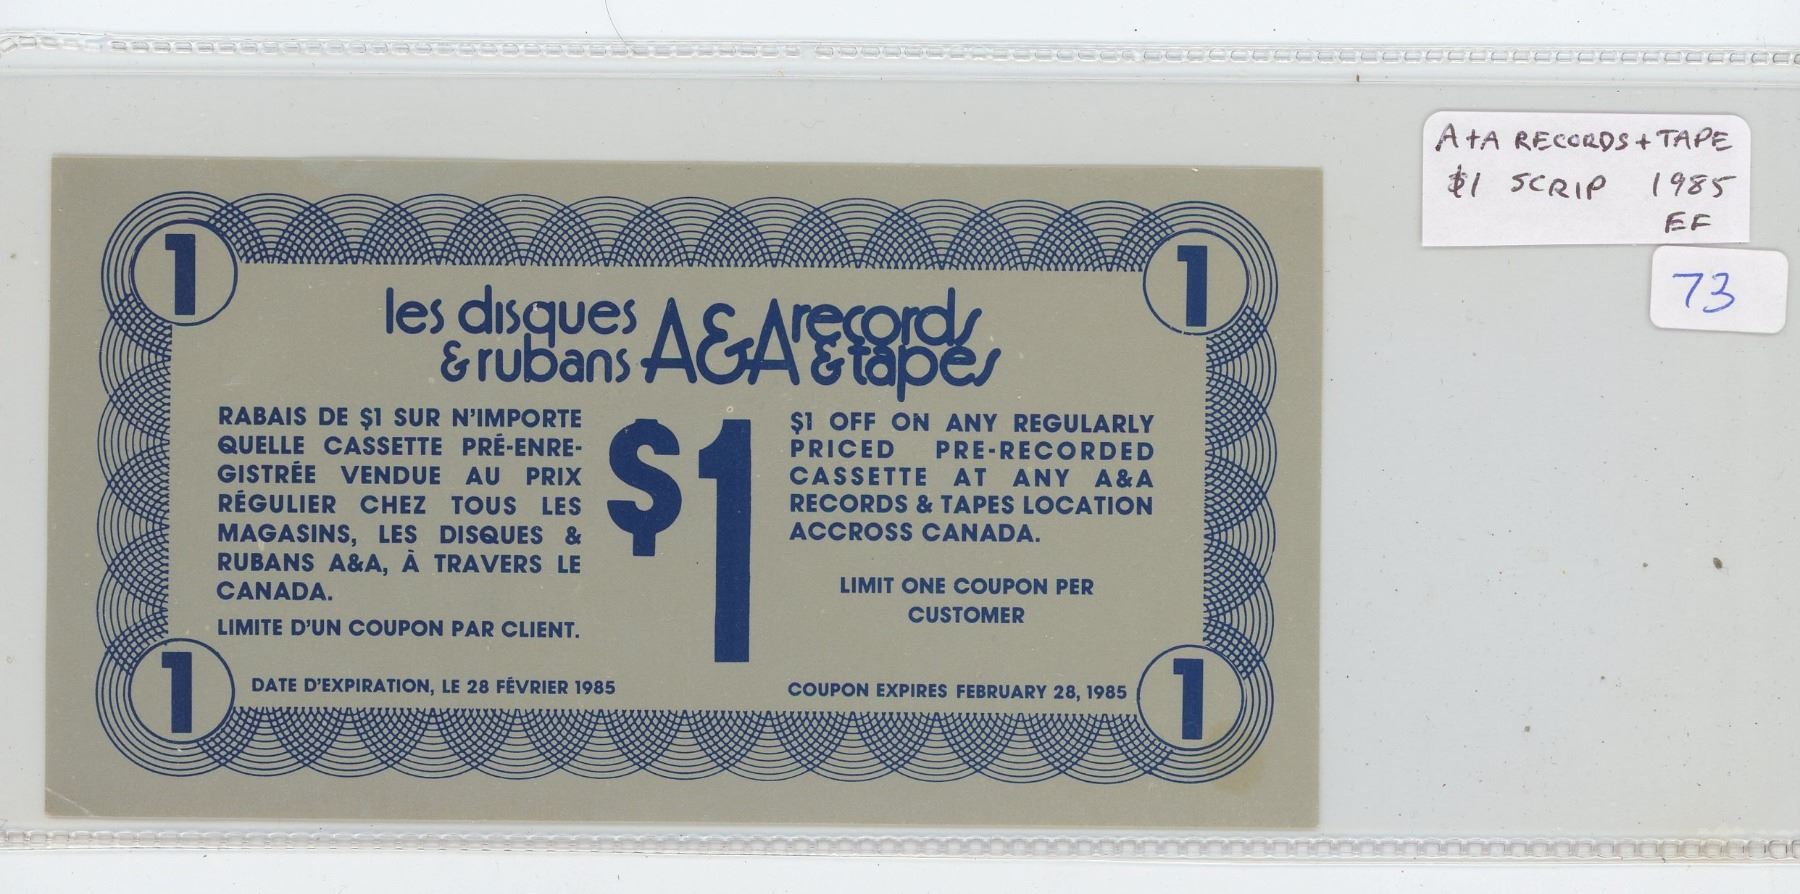 1
1
les disques
& rubans
A&A
records
& tapes
RABAIS DE $1 SUR N'IMPORTE
QUELLE CASSETTE PRÉ-ENRE-
GISTRÉE VENDUE AU PRIX
RÉGULIER CHEZ TOUS LES
MAGASINS, LES DISQUES &
RUBANS A&A, À TRAVERS LE
CANADA.
LIMITE D'UN COUPON PAR CLIENT.
DATE D'EXPIRATION, LE 28 FÉVRIER 1985
$1
$1 OFF ON ANY REGULARLY
PRICED PRE-RECORDED
CASSETTE AT ANY A&A
RECORDS & TAPES LOCATION
ACCROSS CANADA.
LIMIT ONE COUPON PER
CUSTOMER
COUPON EXPIRES FEBRUARY 28, 1985
1
1
A+A RECORDS + TAPE
$1 SCRIP 1985
EF
73